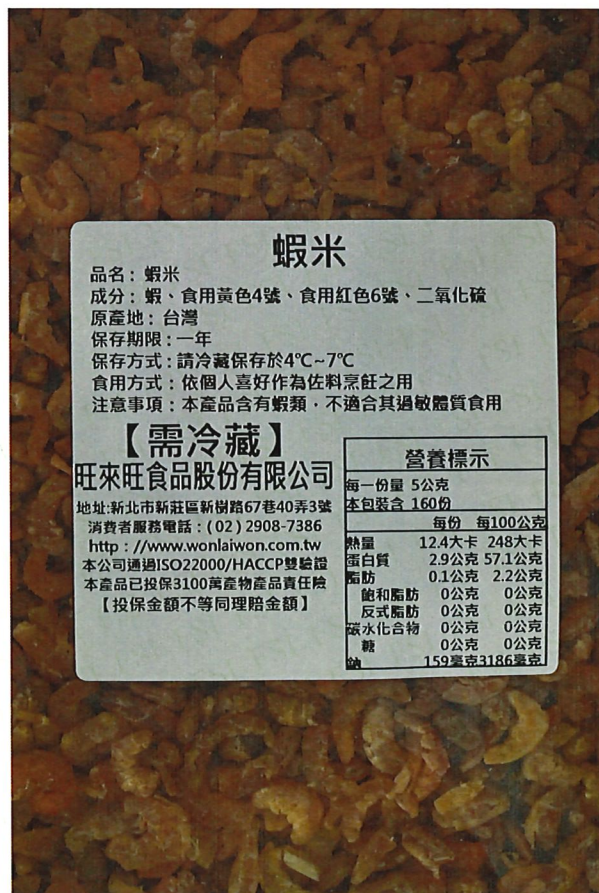 蝦米
品名：蝦米
成分：蝦、食用黃色4號、食用紅色6號、二氧化硫
原產地：台灣
保存期限：一年
保存方式：請冷藏保存於4℃~7℃
食用方式：依個人喜好作為佐料烹飪之用
注意事項：本產品含有蝦類，不適合其過敏體質食用
【需冷藏】
旺來旺食品股份有限公司
地址:新北市新莊區新樹路67巷40弄3號
消費者服務電話：(02) 2908-7386
http：//www.wonlaiwon.com.tw
本公司通過ISO22000/HACCP雙驗證
本產品已投保3100萬產物產品責任險
【投保金額不等同理賠金額】
營養標示
每一份量 5公克
本包裝含 160份
每份 每100公克
熱量 12.4大卡 248大卡
蛋白質 2.9公克 57.1公克
脂肪 0.1公克 2.2公克
飽和脂肪 0公克 0公克
反式脂肪 0公克 0公克
碳水化合物 0公克 0公克
糖 0公克 0公克
鈉 159毫克 3186毫克